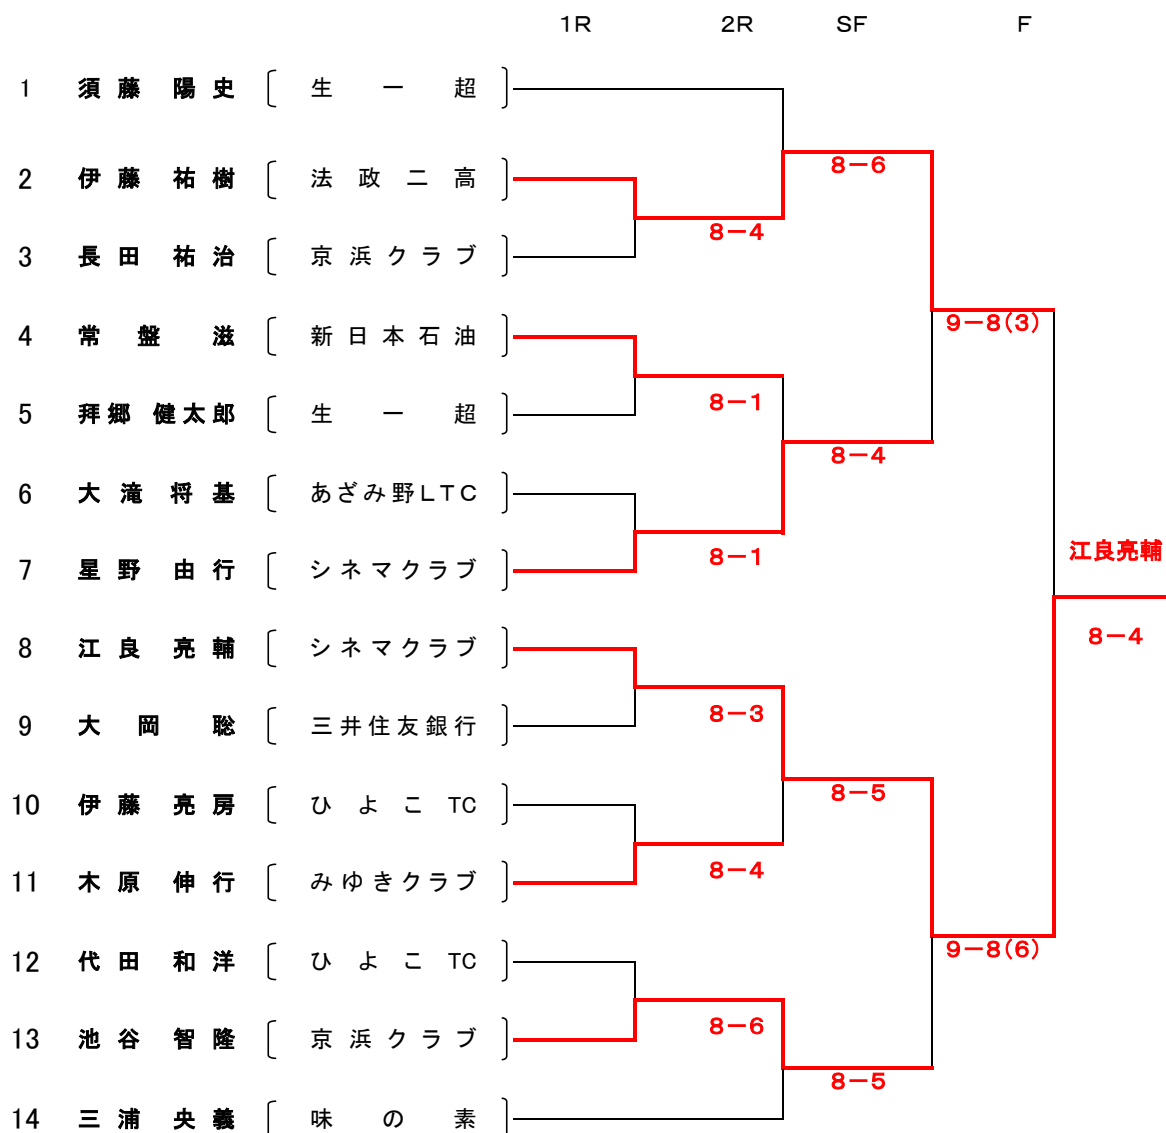 1R 2R SF F
1 須藤 陽史 生一超
8-6
2 伊藤 祐樹 法政二高
8-4
3 長田 祐治 京浜クラブ
9-8(3)
4 常盤 滋 新日本石油
8-1
5 拜郷 健太郎 生一超
8-4
6 大滝 将基 あざみ野LTC
8-1 江良亮輔
7 星野 由行 シネマクラブ
8-4
8 江良 亮輔 シネマクラブ
8-3
9 大岡 聡 三井住友銀行
8-5
10 伊藤 亮房 ひよこTC
8-4
11 木原 伸行 みゆきクラブ
9-8(6)
12 代田 和洋 ひよこTC
8-6
13 池谷 智隆 京浜クラブ
8-5
14 三浦 央義 味の素